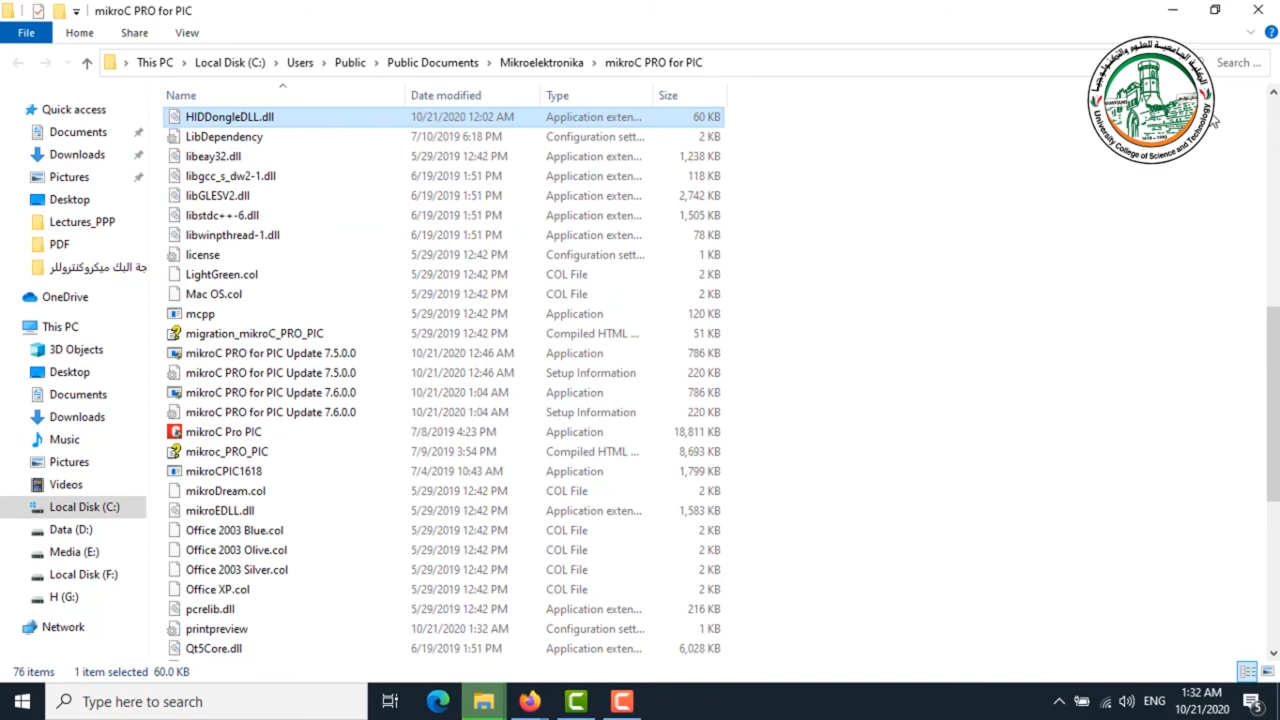 mikroC PRO for PIC
File Home Share View
This PC Local Disk (C:) Users Public Public Documents Mikroelektronika mikroC PRO for PIC Search ...
الكلية الجامعية للعلوم والتكنولوجيا
خان يونس
KHANYOUNIS
1410 - 1990
University College of Science and Technology
Name Date modified Type Size
HIDDongleDLL.dll 10/21/2020 12:02 AM Application exten... 60 KB
LibDependency 7/10/2019 6:18 PM Configuration sett... 2 KB
libeay32.dll 5/29/2019 12:42 PM Application exten... 1,238 KB
libgcc_s_dw2-1.dll 6/19/2019 1:51 PM Application exten... 118 KB
libGLESV2.dll 6/19/2019 1:51 PM Application exten... 2,742 KB
libstdc++-6.dll 6/19/2019 1:51 PM Application exten... 1,505 KB
libwinpthread-1.dll 6/19/2019 1:51 PM Application exten... 78 KB
license 5/29/2019 12:42 PM Configuration sett... 1 KB
LightGreen.col 5/29/2019 12:42 PM COL File 2 KB
Mac OS.col 5/29/2019 12:42 PM COL File 2 KB
mcpp 5/29/2019 12:42 PM Application 120 KB
migration_mikroC_PRO_PIC 5/29/2019 12:42 PM Compiled HTML ... 51 KB
mikroC PRO for PIC Update 7.5.0.0 10/21/2020 12:46 AM Application 786 KB
mikroC PRO for PIC Update 7.5.0.0 10/21/2020 12:46 AM Setup Information 220 KB
mikroC PRO for PIC Update 7.6.0.0 10/21/2020 1:04 AM Application 786 KB
mikroC PRO for PIC Update 7.6.0.0 10/21/2020 1:04 AM Setup Information 220 KB
mikroC Pro PIC 7/8/2019 4:23 PM Application 18,811 KB
mikroc_PRO_PIC 7/9/2019 3:54 PM Compiled HTML ... 8,693 KB
mikroCPIC1618 7/4/2019 10:43 AM Application 1,799 KB
mikroDream.col 5/29/2019 12:42 PM COL File 2 KB
mikroEDLL.dll 5/29/2019 12:42 PM Application exten... 1,583 KB
Office 2003 Blue.col 5/29/2019 12:42 PM COL File 2 KB
Office 2003 Olive.col 5/29/2019 12:42 PM COL File 2 KB
Office 2003 Silver.col 5/29/2019 12:42 PM COL File 2 KB
Office XP.col 5/29/2019 12:42 PM COL File 2 KB
pcrelib.dll 5/29/2019 12:42 PM Application exten... 216 KB
printpreview 10/21/2020 1:32 AM Configuration sett... 1 KB
Qt5Core.dll 6/19/2019 1:51 PM Application exten... 6,028 KB
Quick access
Documents
Downloads
Pictures
Desktop
Lectures_PPP
PDF
جة البك ميكروكنتروللر
OneDrive
This PC
3D Objects
Desktop
Documents
Downloads
Music
Pictures
Videos
Local Disk (C:)
Data (D:)
Media (E:)
Local Disk (F:)
H (G:)
Network
76 items 1 item selected 60.0 KB
Type here to search
ENG
1:32 AM
10/21/2020
5